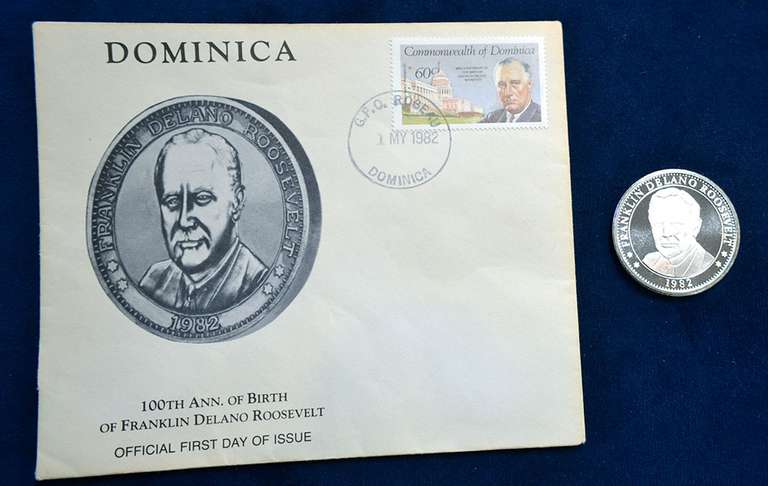 DOMINICA
Commonwealth of Dominica
60¢
G.P.O. ROSEAU
1 MY 1982
DOMINICA
FRANKLIN DELANO ROOSEVELT
1982
100TH ANN. OF BIRTH
OF FRANKLIN DELANO ROOSEVELT
OFFICIAL FIRST DAY OF ISSUE
FRANKLIN DELANO ROOSEVELT
1982